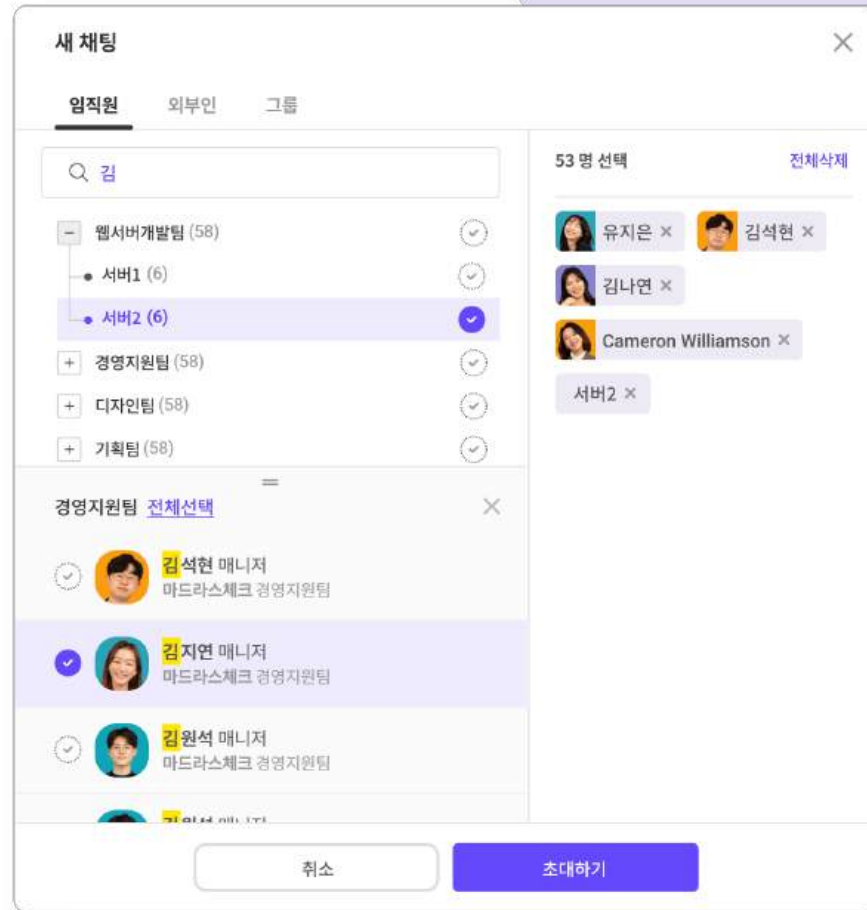 새 채팅
임직원 외부인 그룹
김
웹서버개발팀 (58)
서버1 (6)
서버2 (6)
경영지원팀 (58)
디자인팀 (58)
기획팀 (58)
경영지원팀 전체선택
김석현 매니저
마드라스체크 경영지원팀
김지연 매니저
마드라스체크 경영지원팀
김원석 매니저
마드라스체크 경영지원팀
53 명 선택 전체삭제
유지은 김석현
김나연
Cameron Williamson
서버2
취소 초대하기